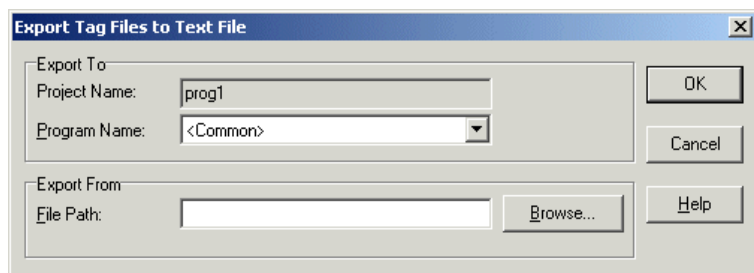 Export Tag Files to Text File
Export To
Project Name: prog1 OK
Program Name: <Common>
Cancel
Export From
File Path: Browse... Help